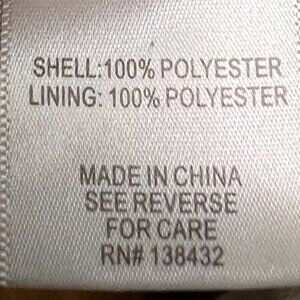 SHELL:100% POLYESTER
LINING: 100% POLYESTER
MADE IN CHINA
SEE REVERSE
FOR CARE
RN# 138432